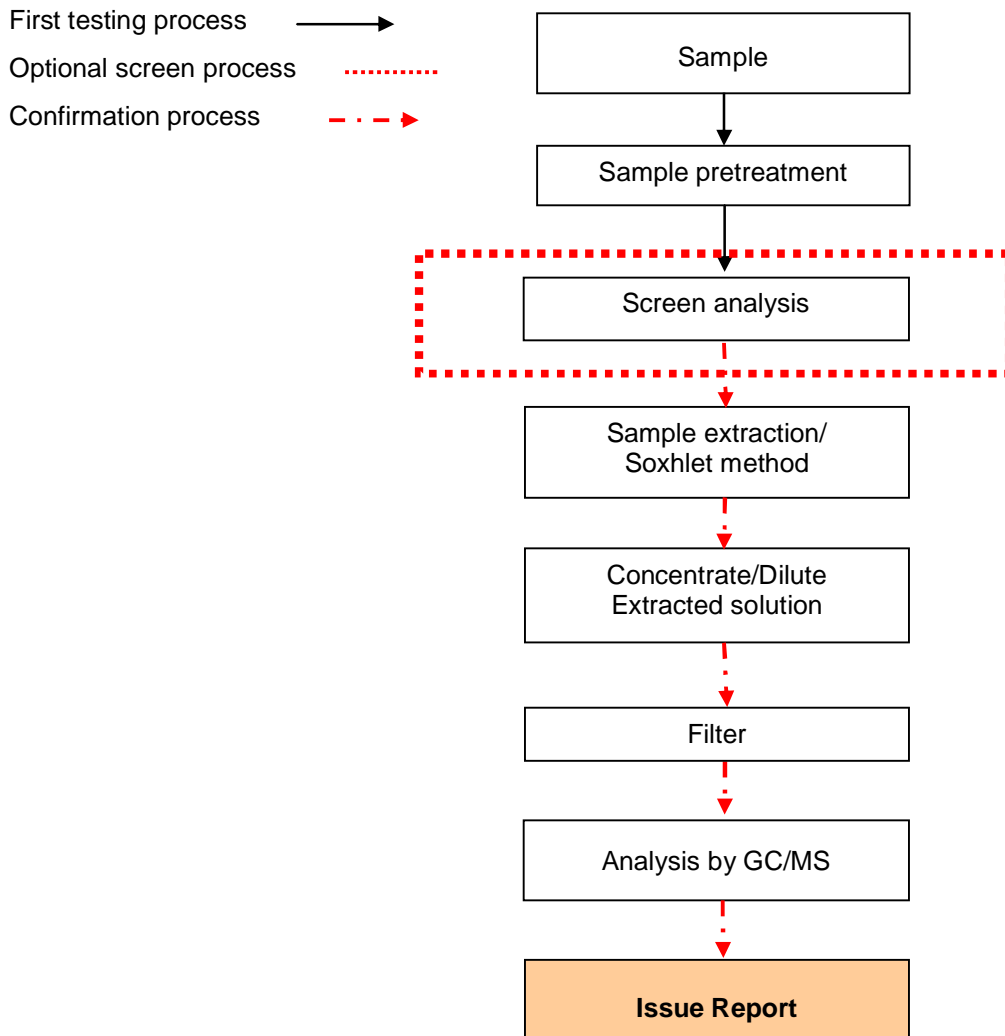 First testing process
Optional screen process
Confirmation process
Sample
Sample pretreatment
Screen analysis
Sample extraction/
Soxhlet method
Concentrate/Dilute
Extracted solution
Filter
Analysis by GC/MS
Issue Report